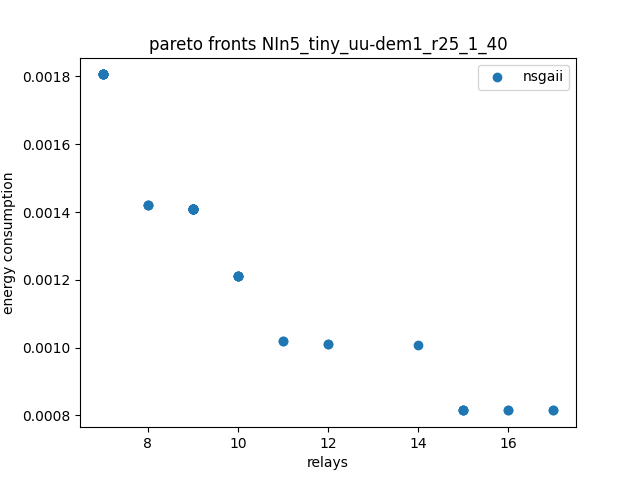 pareto fronts NIn5_tiny_uu-dem1_r25_1_40
nsgaii
0.0018
0.0016
0.0014
0.0012
0.0010
0.0008
energy consumption
8 10 12 14 16
relays